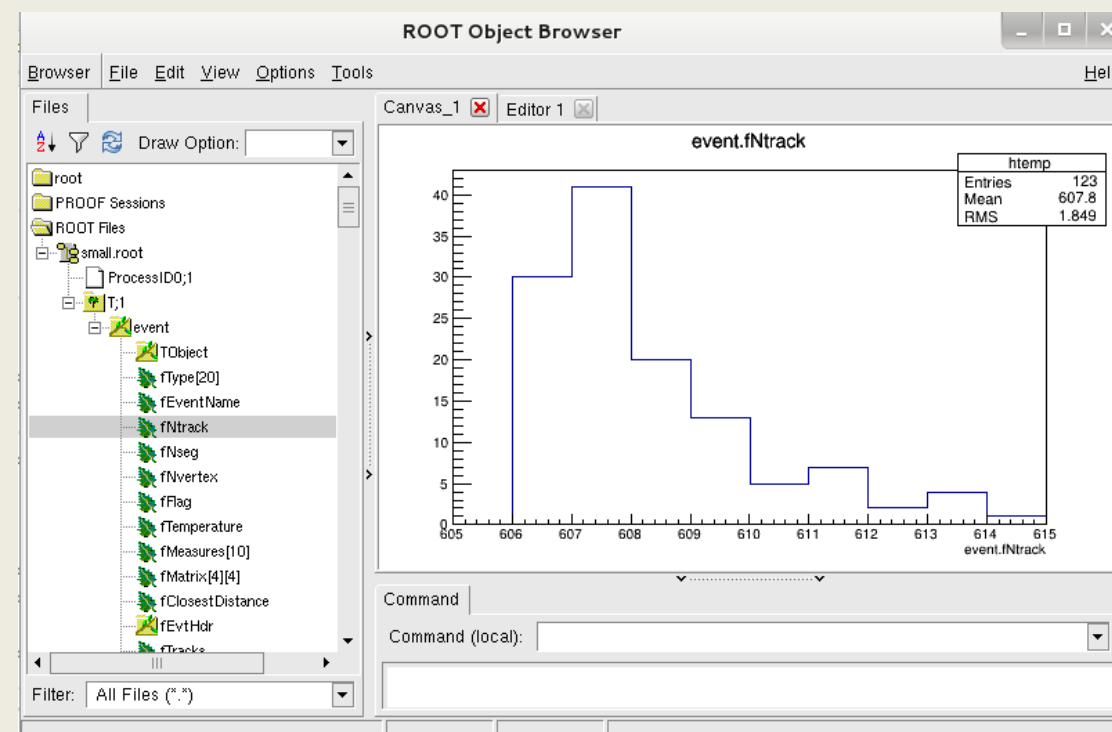 ROOT Object Browser
Browser File Edit View Options Tools Hel
Files
Draw Option:
root
PROOF Sessions
ROOT Files
small.root
ProcessID0;1
T;1
event
TObject
fType[20]
fEventName
fNtrack
fNseg
fNvertex
fFlag
fTemperature
fMeasures[10]
fMatrix[4][4]
fClosestDistance
fEvtHdr
fTracks
Filter: All Files (*.*)
Canvas_1 Editor 1
event.fNtrack
htemp
Entries 123
Mean 607.8
RMS 1.849
40
35
30
25
20
15
10
5
0
605 606 607 608 609 610 611 612 613 614 615
event.fNtrack
Command
Command (local):